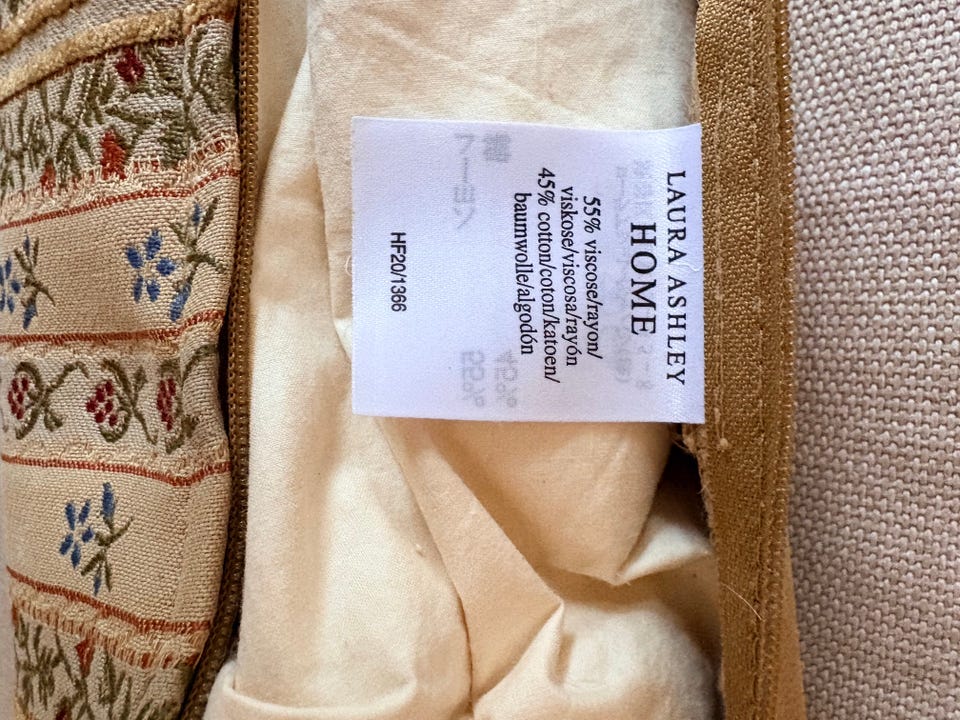 LAURA ASHLEY
HOME
55% viscose/rayon/
viskose/viscosa/rayón
45% cotton/coton/katoen/
baumwolle/algodón
HF20/1366